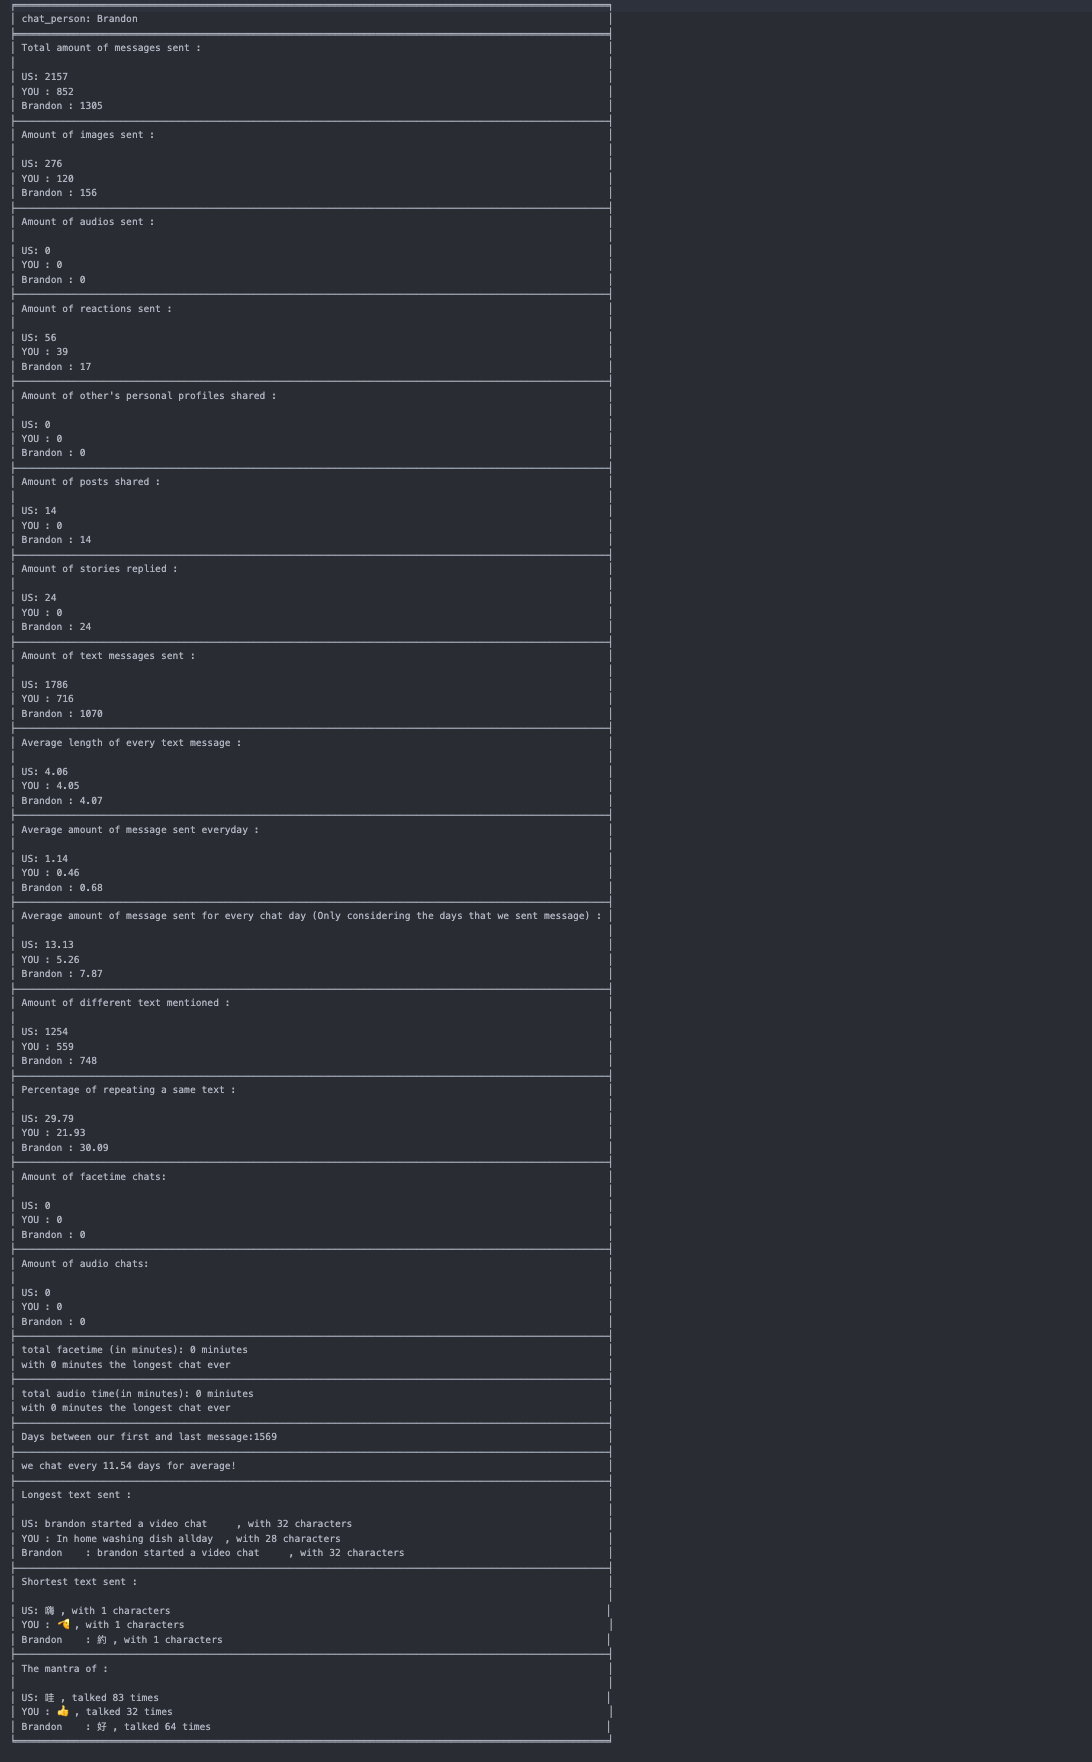 chat_person: Brandon
Total amount of messages sent :
US: 2157
YOU : 852
Brandon : 1305
Amount of images sent :
US: 276
YOU : 120
Brandon : 156
Amount of audios sent :
US: 0
YOU : 0
Brandon : 0
Amount of reactions sent :
US: 56
YOU : 39
Brandon : 17
Amount of other's personal profiles shared :
US: 0
YOU : 0
Brandon : 0
Amount of posts shared :
US: 14
YOU : 0
Brandon : 14
Amount of stories replied :
US: 24
YOU : 0
Brandon : 24
Amount of text messages sent :
US: 1786
YOU : 716
Brandon : 1070
Average length of every text message :
US: 4.06
YOU : 4.05
Brandon : 4.07
Average amount of message sent everyday :
US: 1.14
YOU : 0.46
Brandon : 0.68
Average amount of message sent for every chat day (Only considering the days that we sent message) :
US: 13.13
YOU : 5.26
Brandon : 7.87
Amount of different text mentioned :
US: 1254
YOU : 559
Brandon : 748
Percentage of repeating a same text :
US: 29.79
YOU : 21.93
Brandon : 30.09
Amount of facetime chats:
US: 0
YOU : 0
Brandon : 0
Amount of audio chats:
US: 0
YOU : 0
Brandon : 0
total facetime (in minutes): 0 miniutes
with 0 minutes the longest chat ever
total audio time(in minutes): 0 miniutes
with 0 minutes the longest chat ever
Days between our first and last message:1569
we chat every 11.54 days for average!
Longest text sent :
US: brandon started a video chat , with 32 characters
YOU : In home washing dish allday , with 28 characters
Brandon : brandon started a video chat , with 32 characters
Shortest text sent :
US: 嗨 , with 1 characters
YOU : 🔫 , with 1 characters
Brandon : 約 , with 1 characters
The mantra of :
US: 哇 , talked 83 times
YOU : 👍 , talked 32 times
Brandon : 好 , talked 64 times